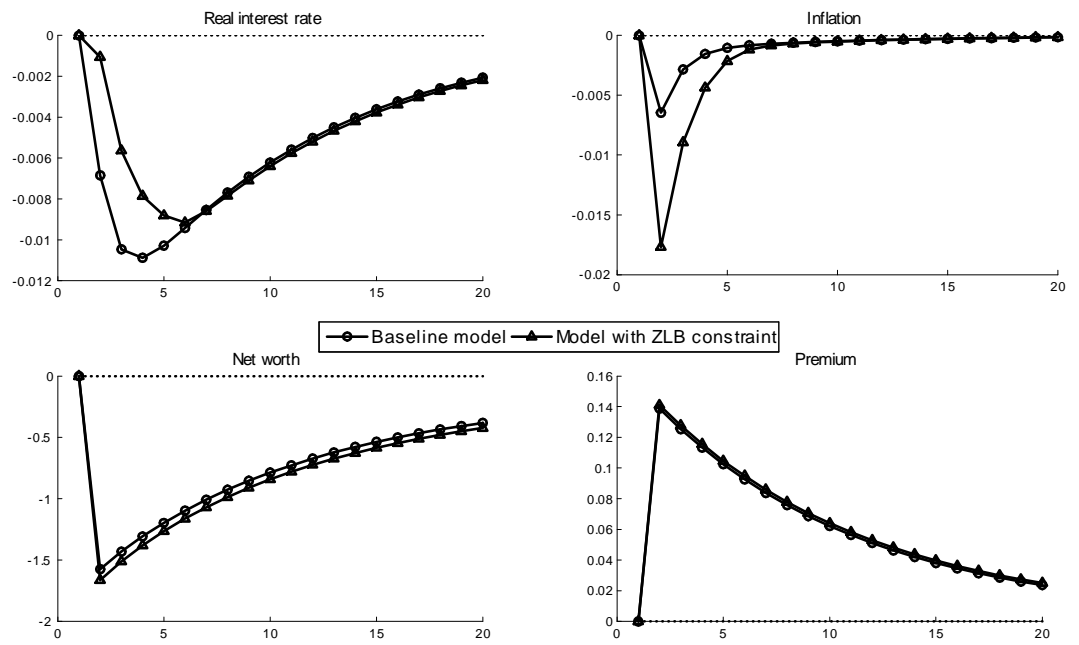 Real interest rate
0
-0.002
-0.004
-0.006
-0.008
-0.01
-0.012
0 5 10 15 20
Inflation
0
-0.005
-0.01
-0.015
-0.02
0 5 10 15 20
Baseline model Model with ZLB constraint
Net worth
0
-0.5
-1
-1.5
-2
0 5 10 15 20
Premium
0.16
0.14
0.12
0.1
0.08
0.06
0.04
0.02
0
0 5 10 15 20